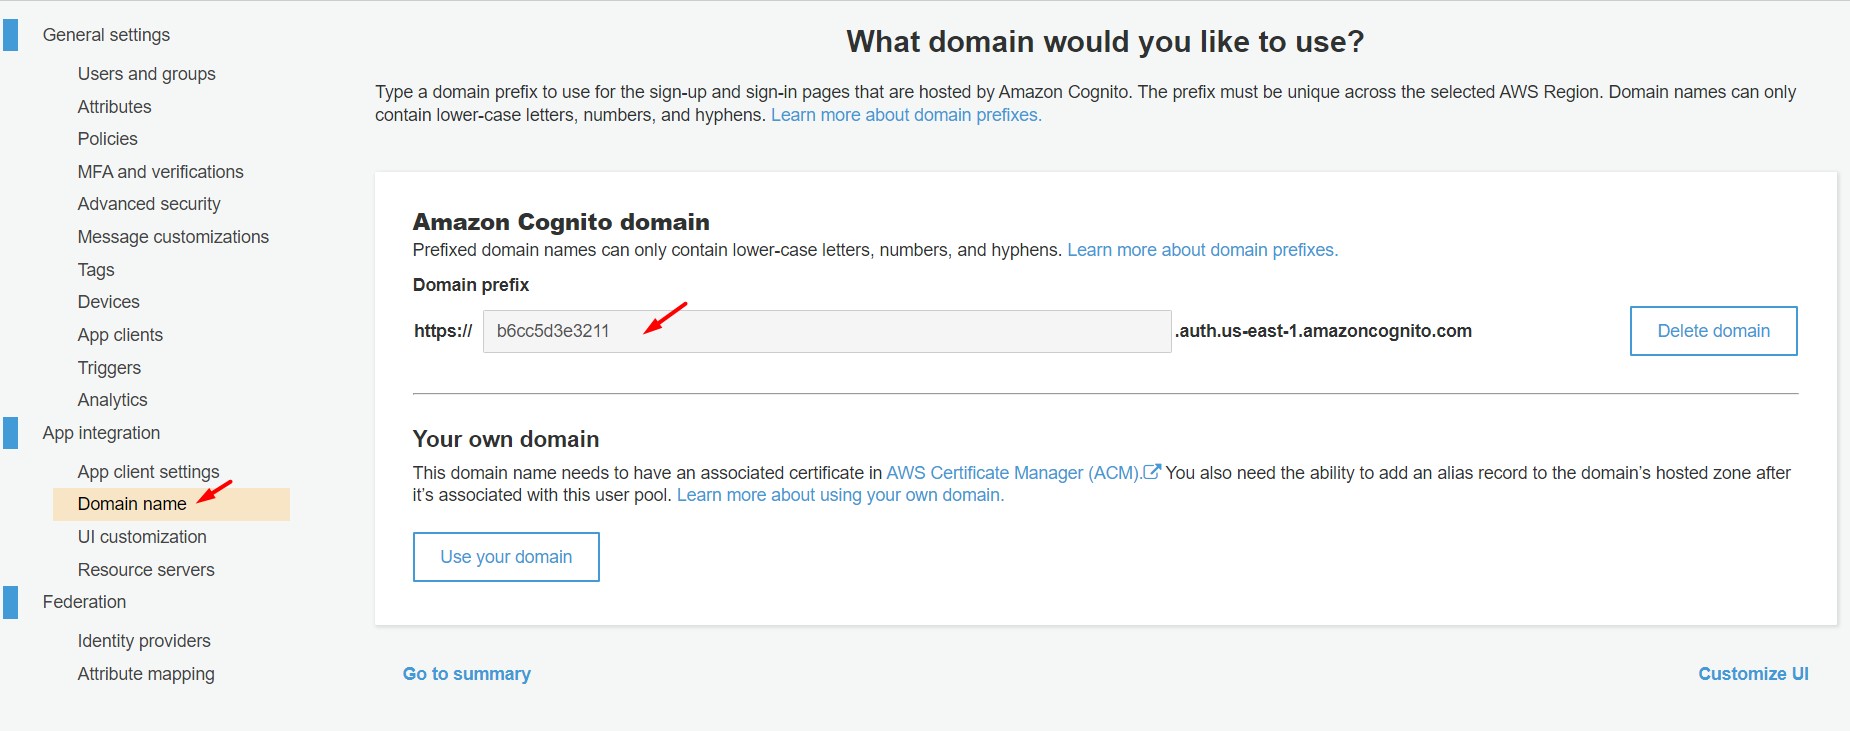 General settings
Users and groups
Attributes
Policies
MFA and verifications
Advanced security
Message customizations
Tags
Devices
App clients
Triggers
Analytics
App integration
App client settings
Domain name
UI customization
Resource servers
Federation
Identity providers
Attribute mapping
What domain would you like to use?
Type a domain prefix to use for the sign-up and sign-in pages that are hosted by Amazon Cognito. The prefix must be unique across the selected AWS Region. Domain names can only
contain lower-case letters, numbers, and hyphens. Learn more about domain prefixes.
Amazon Cognito domain
Prefixed domain names can only contain lower-case letters, numbers, and hyphens. Learn more about domain prefixes.
Domain prefix
https:// b6cc5d3e3211 .auth.us-east-1.amazoncognito.com Delete domain
Your own domain
This domain name needs to have an associated certificate in AWS Certificate Manager (ACM). You also need the ability to add an alias record to the domain’s hosted zone after
it’s associated with this user pool. Learn more about using your own domain.
Use your domain
Go to summary Customize UI